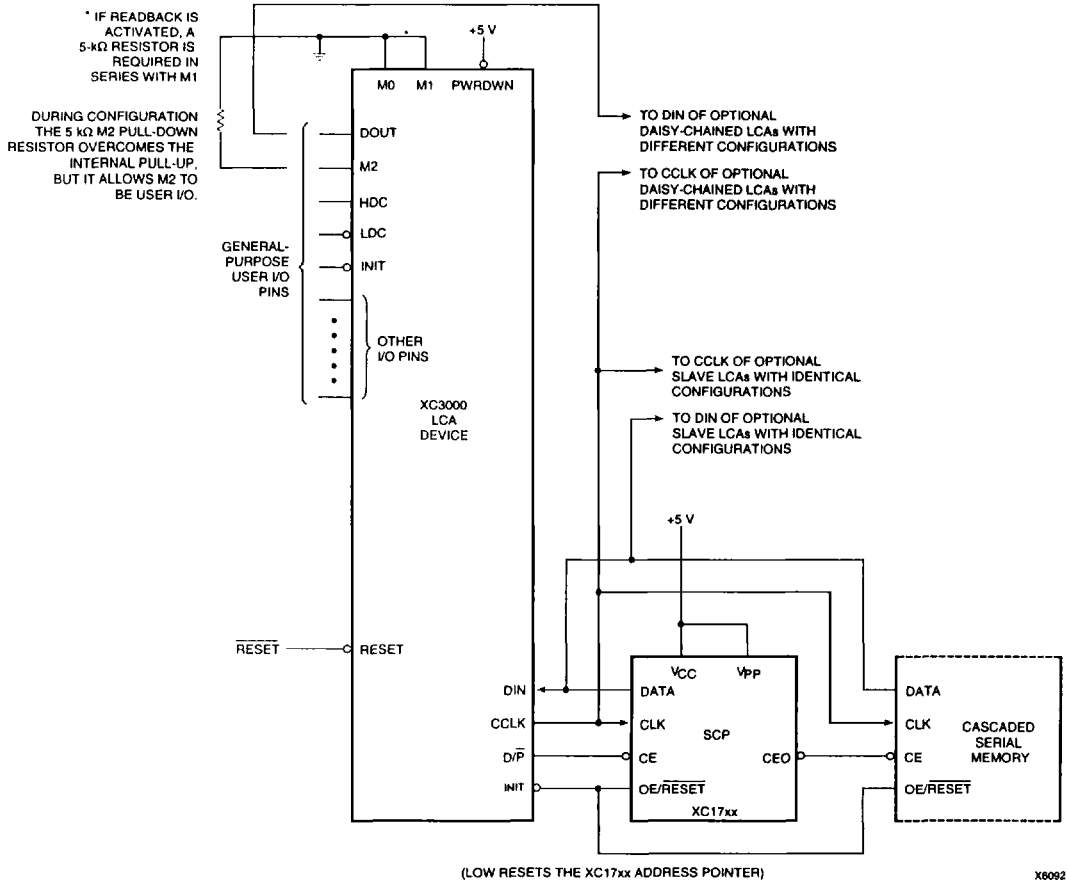 * IF READBACK IS
ACTIVATED, A
5-kΩ RESISTOR IS
REQUIRED IN
SERIES WITH M1
*
+5 V
M0 M1 PWRDWN
DURING CONFIGURATION
THE 5 kΩ M2 PULL-DOWN
RESISTOR OVERCOMES THE
INTERNAL PULL-UP,
BUT IT ALLOWS M2 TO
BE USER I/O.
DOUT
M2
HDC
LDC
INIT
GENERAL-
PURPOSE
USER I/O
PINS
OTHER
I/O PINS
TO DIN OF OPTIONAL
DAISY-CHAINED LCAs WITH
DIFFERENT CONFIGURATIONS
TO CCLK OF OPTIONAL
DAISY-CHAINED LCAs WITH
DIFFERENT CONFIGURATIONS
XC3000
LCA
DEVICE
TO CCLK OF OPTIONAL
SLAVE LCAs WITH IDENTICAL
CONFIGURATIONS
TO DIN OF OPTIONAL
SLAVE LCAs WITH IDENTICAL
CONFIGURATIONS
+5 V
RESET RESET
DIN
CCLK
D/P
INIT
VCC VPP
DATA
CLK
SCP
CE CEO
OE/RESET
XC17xx
DATA
CLK
CE
OE/RESET
CASCADED
SERIAL
MEMORY
(LOW RESETS THE XC17xx ADDRESS POINTER)
X6092